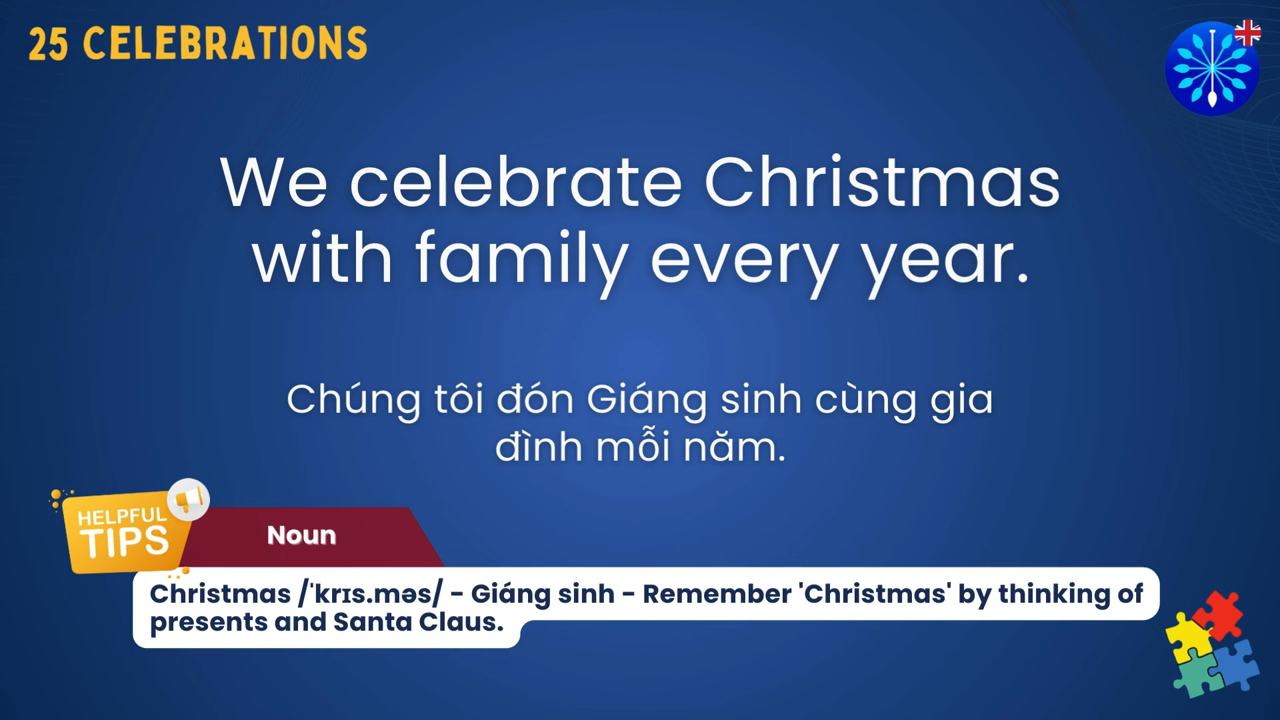 25 CELEBRATIONS
We celebrate Christmas
with family every year.
Chúng tôi đón Giáng sinh cùng gia
đình mỗi năm.
HELPFUL
TIPS
Noun
Christmas /ˈkrɪs.məs/ - Giáng sinh - Remember 'Christmas' by thinking of
presents and Santa Claus.